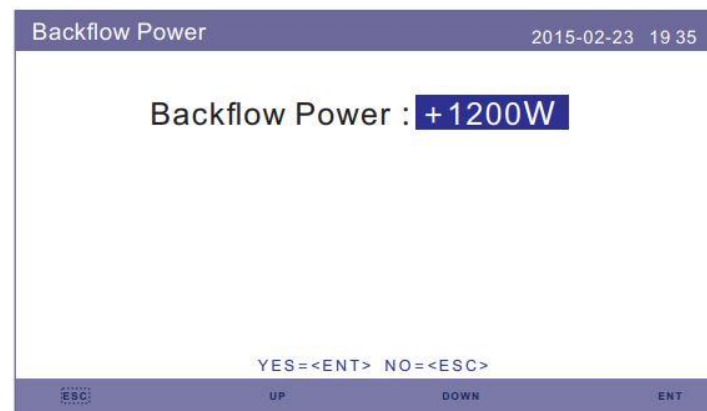 Backflow Power 2015-02-23 19 35
Backflow Power : +1200W
YES=<ENT> NO=<ESC>
ESC UP DOWN ENT